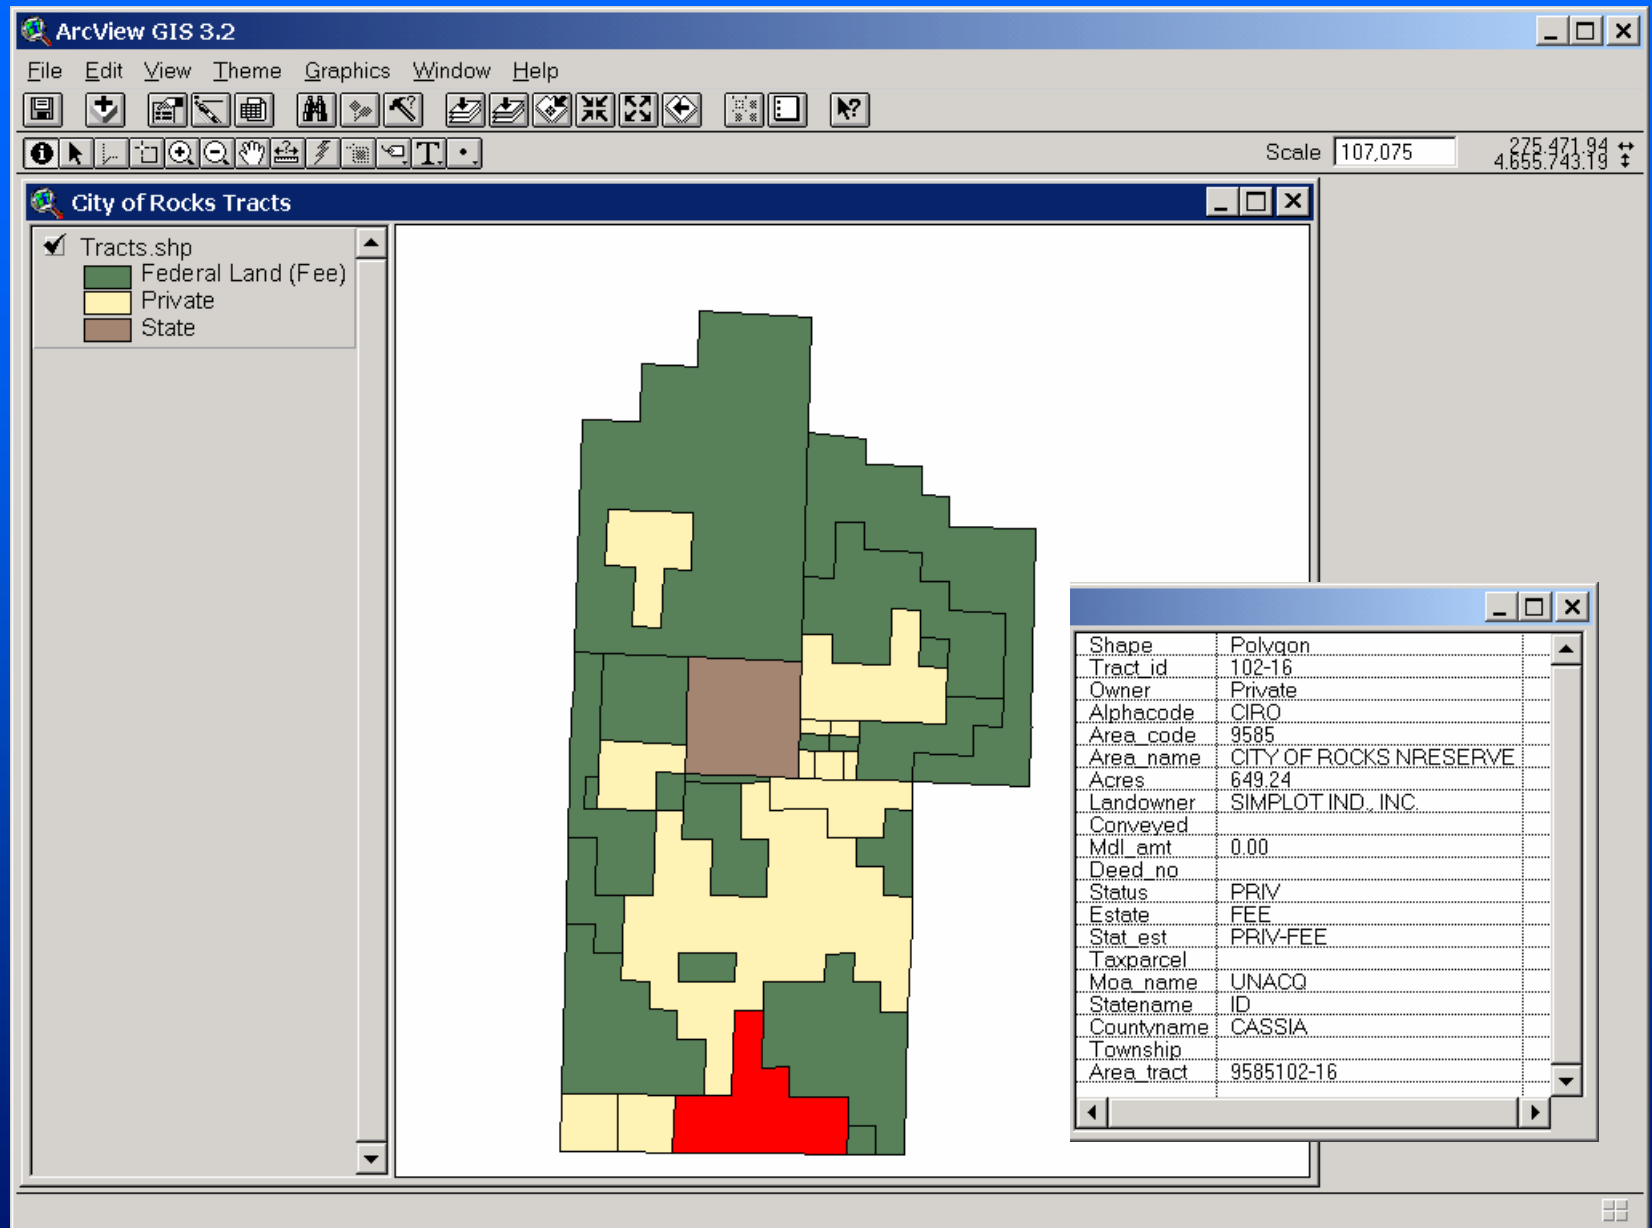 ArcView GIS 3.2
File Edit View Theme Graphics Window Help
Scale 107,075 275,471.94
4,655,743.19
City of Rocks Tracts
Tracts.shp
Federal Land (Fee)
Private
State
Shape Polygon
Tract_id 102-16
Owner Private
Alphacode CIRO
Area_code 9585
Area_name CITY OF ROCKS NRESERVE
Acres 649.24
Landowner SIMPLOT IND., INC.
Conveyed
Mdl_amt 0.00
Deed_no
Status PRIV
Estate FEE
Stat_est PRIV-FEE
Taxparcel
Moa_name UNACQ
Statename ID
Countyname CASSIA
Township
Area_tract 9585102-16